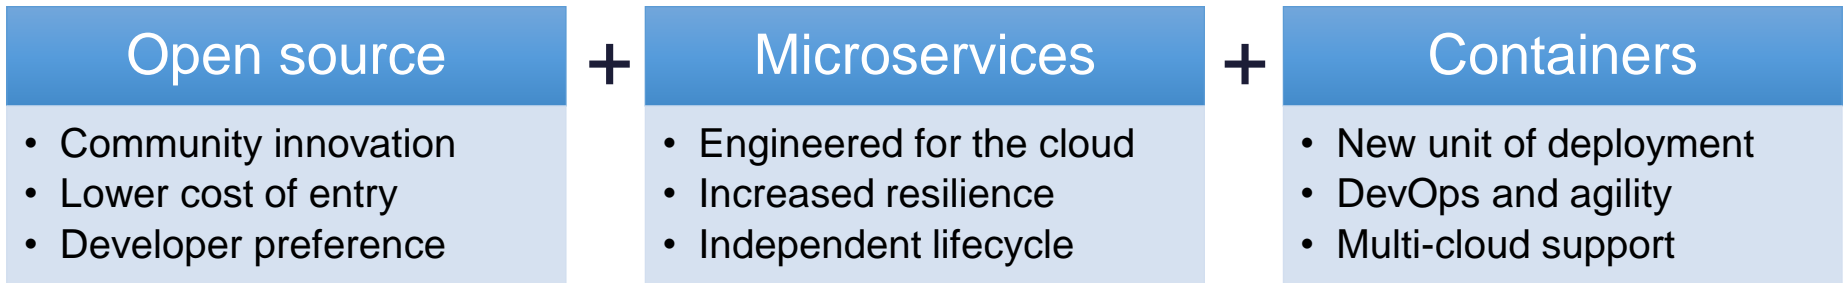 Open source
+
Microservices
+
Containers
• Community innovation
• Lower cost of entry
• Developer preference
• Engineered for the cloud
• Increased resilience
• Independent lifecycle
• New unit of deployment
• DevOps and agility
• Multi-cloud support